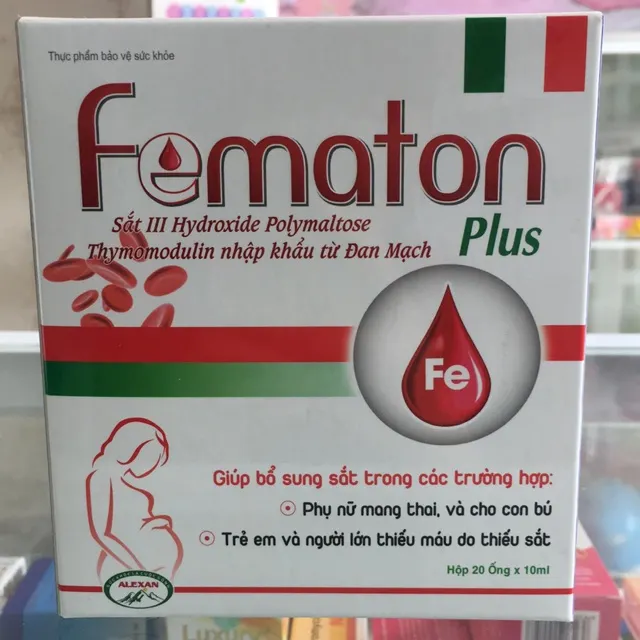 Thực phẩm bảo vệ sức khỏe
Fematon
Sắt III Hydroxide Polymaltose
Thymomodulin nhập khẩu từ Đan Mạch
Plus
Fe
Giúp bổ sung sắt trong các trường hợp:
Phụ nữ mang thai, và cho con bú
Trẻ em và người lớn thiếu máu do thiếu sắt
Hộp 20 Ống x 10ml
ALEXAN